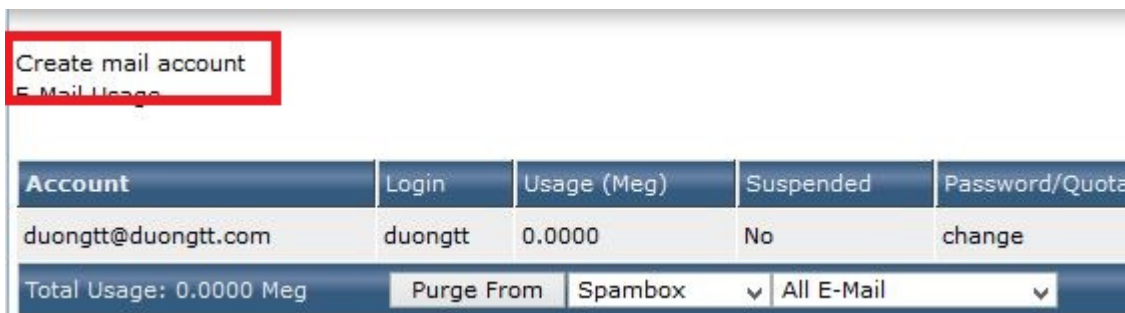 Create mail account
E-Mail Usage
Account Login Usage (Meg) Suspended Password/Quota
duongtt@duongtt.com duongtt 0.0000 No change
Total Usage: 0.0000 Meg Purge From Spambox All E-Mail